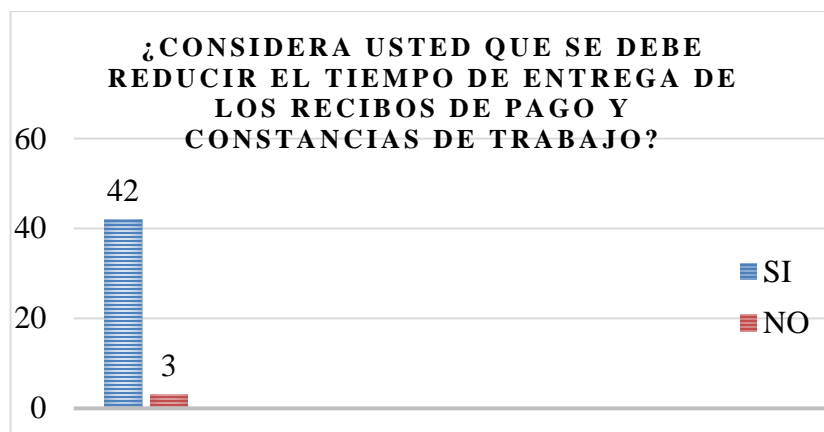 ¿CONSIDERA USTED QUE SE DEBE
REDUCIR EL TIEMPO DE ENTREGA DE
LOS RECIBOS DE PAGO Y
CONSTANCIAS DE TRABAJO?
60
42
40
SI
20
NO
3
0